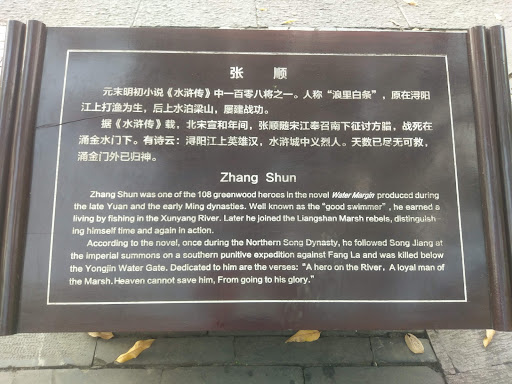 张 顺
元末明初小说《水浒传》中一百零八将之一。人称“浪里白条”，原在浔阳
江上打渔为生，后上水泊梁山，屡建战功。
据《水浒传》载，北宋宣和年间，张顺随宋江奉召南下征讨方腊，战死在
涌金水门下。有诗云：浔阳江上英雄汉，水浒城中义烈人。天数已尽无可救，
涌金门外已归神。
Zhang Shun
Zhang Shun was one of the 108 greenwood heroes in the novel Water Margin produced during
the late Yuan and the early Ming dynasties. Well known as the "good swimmer", he earned a
living by fishing in the Xunyang River. Later he joined the Liangshan Marsh rebels, distinguish-
ing himself time and again in action.
According to the novel, once during the Northern Song Dynasty, he followed Song Jiang at
the imperial summons on a southern punitive expedition against Fang La and was killed below
the Yongjin Water Gate. Dedicated to him are the verses: "A hero on the River, A loyal man of
the Marsh. Heaven cannot save him, From going to his glory."